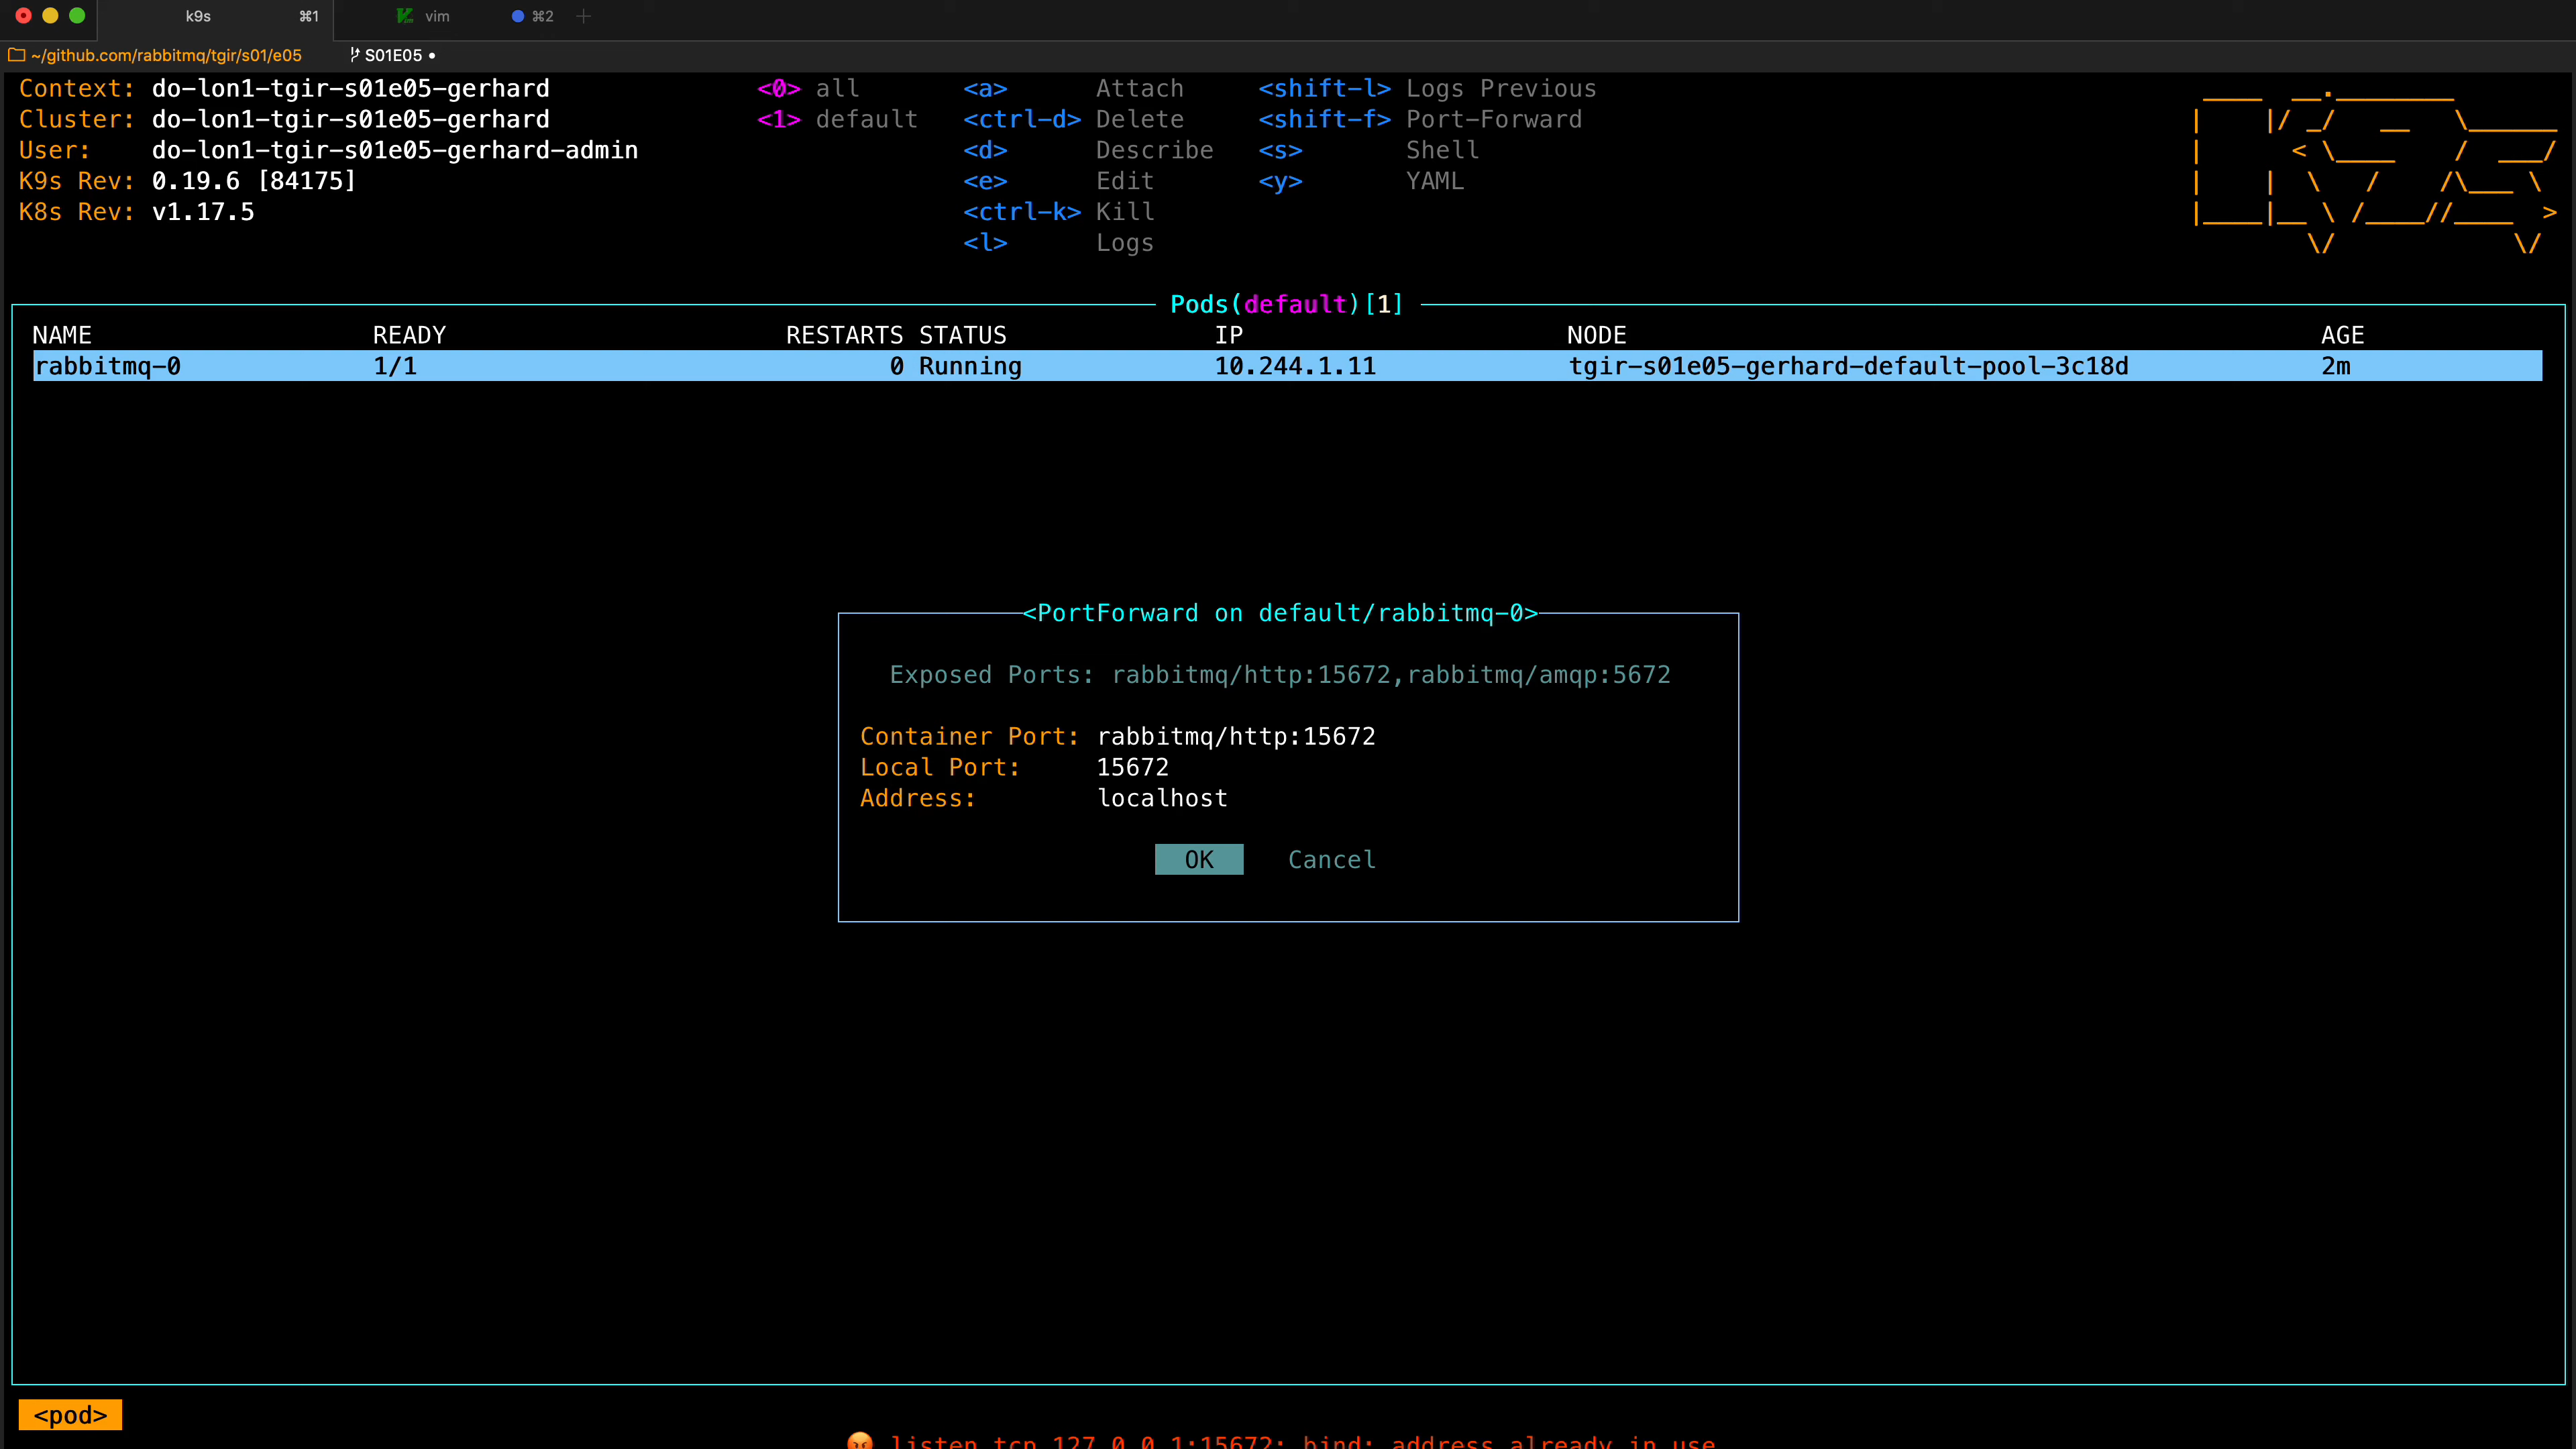 k9s ⌘1 vim ⌘2 +
~/github.com/rabbitmq/tgir/s01/e05 S01E05 •
Context: do-lon1-tgir-s01e05-gerhard <0> all <a> Attach <shift-l> Logs Previous
Cluster: do-lon1-tgir-s01e05-gerhard <1> default <ctrl-d> Delete <shift-f> Port-Forward
User: do-lon1-tgir-s01e05-gerhard-admin <d> Describe <s> Shell
K9s Rev: 0.19.6 [84175] <e> Edit <y> YAML
K8s Rev: v1.17.5 <ctrl-k> Kill
<l> Logs
Pods(default)[1]
NAME READY RESTARTS STATUS IP NODE AGE
rabbitmq-0 1/1 0 Running 10.244.1.11 tgir-s01e05-gerhard-default-pool-3c18d 2m
<PortForward on default/rabbitmq-0>
Exposed Ports: rabbitmq/http:15672,rabbitmq/amqp:5672
Container Port: rabbitmq/http:15672
Local Port: 15672
Address: localhost
OK Cancel
<pod>
😡 listen tcp 127.0.0.1:15672: bind: address already in use